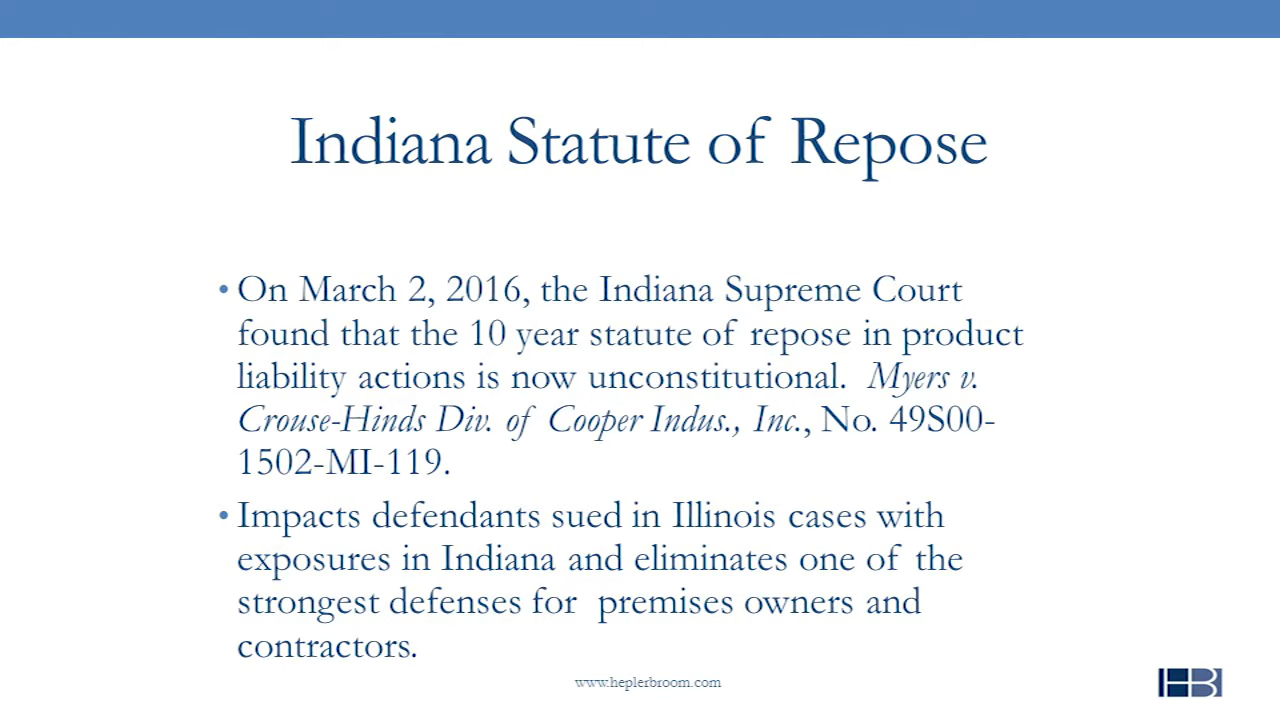 Indiana Statute of Repose
• On March 2, 2016, the Indiana Supreme Court
found that the 10 year statute of repose in product
liability actions is now unconstitutional. Myers v.
Crouse-Hinds Div. of Cooper Indus., Inc., No. 49S00-
1502-MI-119.
• Impacts defendants sued in Illinois cases with
exposures in Indiana and eliminates one of the
strongest defenses for premises owners and
contractors.
www.heplerbroom.com
HB